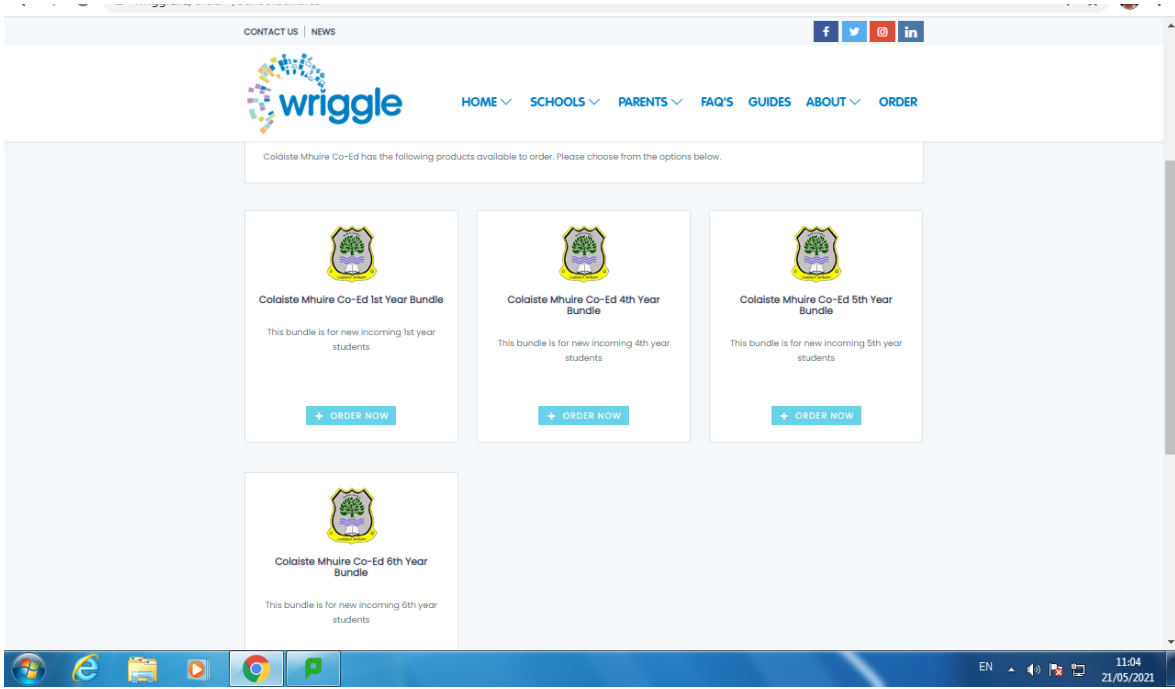 CONTACT US | NEWS
wriggle
HOME SCHOOLS PARENTS FAQ'S GUIDES ABOUT ORDER
Coláiste Mhuire Co-Ed has the following products available to order. Please choose from the options below.
Colaiste Mhuire Co-Ed 1st Year Bundle
This bundle is for new incoming 1st year
students
+ ORDER NOW
Colaiste Mhuire Co-Ed 4th Year
Bundle
This bundle is for new incoming 4th year
students
+ ORDER NOW
Colaiste Mhuire Co-Ed 5th Year
Bundle
This bundle is for new incoming 5th year
students
+ ORDER NOW
Colaiste Mhuire Co-Ed 6th Year
Bundle
This bundle is for new incoming 6th year
students
EN
11:04
21/05/2021